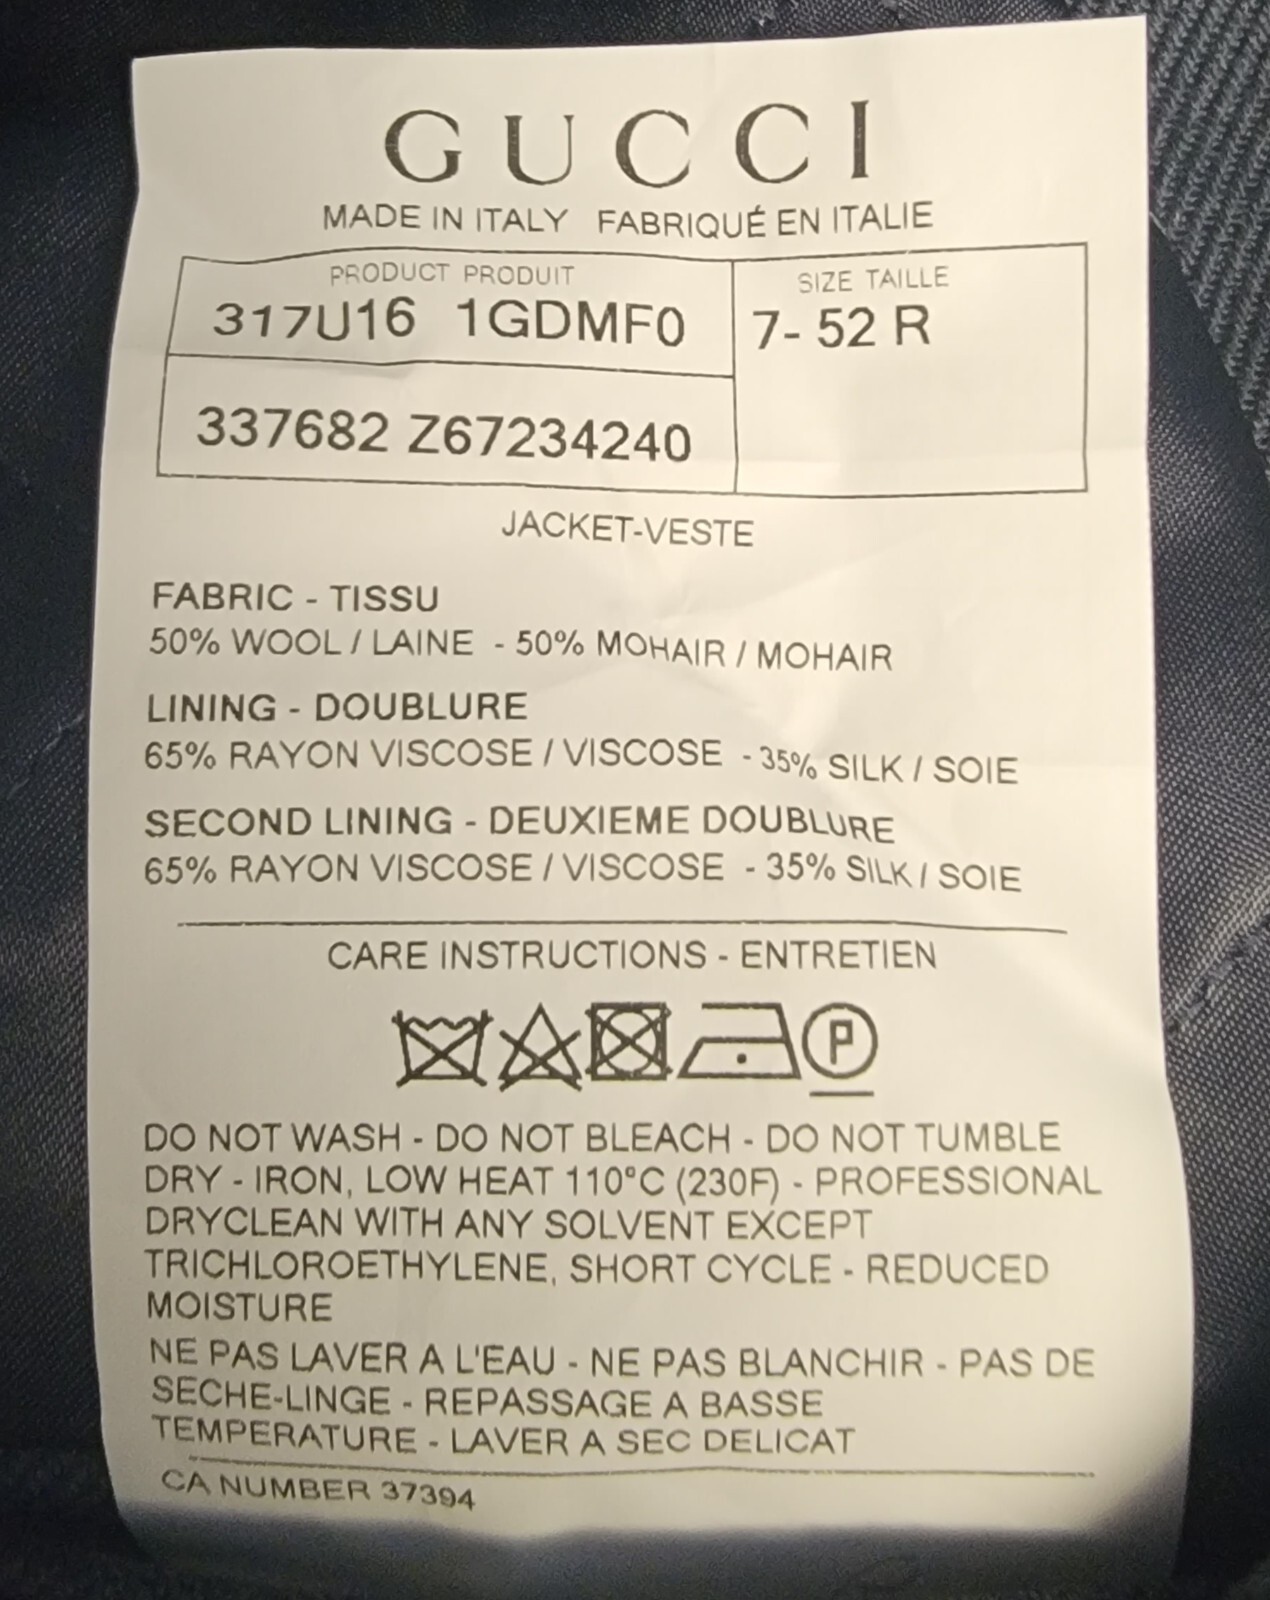 GUCCI
MADE IN ITALY FABRIQUÉ EN ITALIE
PRODUCT PRODUIT
317U16 1GDMF0
SIZE TAILLE
7- 52 R
337682 Z67234240
JACKET-VESTE
FABRIC - TISSU
50% WOOL / LAINE - 50% MOHAIR / MOHAIR
LINING - DOUBLURE
65% RAYON VISCOSE / VISCOSE - 35% SILK / SOIE
SECOND LINING - DEUXIEME DOUBLURE
65% RAYON VISCOSE / VISCOSE - 35% SILK / SOIE
CARE INSTRUCTIONS - ENTRETIEN
P
DO NOT WASH - DO NOT BLEACH - DO NOT TUMBLE
DRY - IRON, LOW HEAT 110°C (230F) - PROFESSIONAL
DRYCLEAN WITH ANY SOLVENT EXCEPT
TRICHLOROETHYLENE, SHORT CYCLE - REDUCED
MOISTURE
NE PAS LAVER A L'EAU - NE PAS BLANCHIR - PAS DE
SECHE-LINGE - REPASSAGE A BASSE
TEMPERATURE - LAVER A SEC DELICAT
CA NUMBER 37394